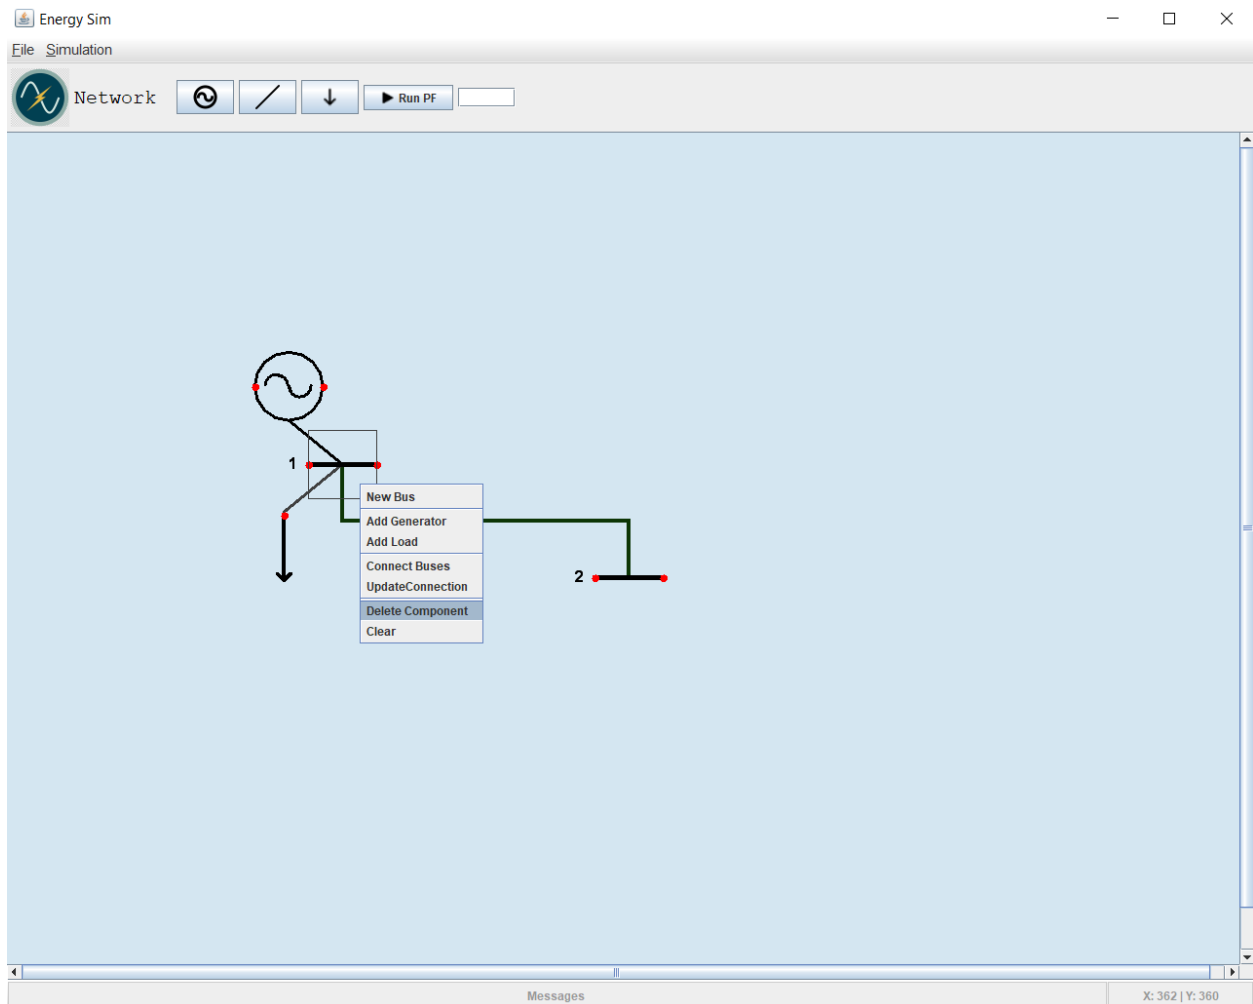 Energy Sim
File Simulation
Network
Run PF
1
New Bus
Add Generator
Add Load
Connect Buses
UpdateConnection
Delete Component
Clear
2
Messages
X: 362 | Y: 360